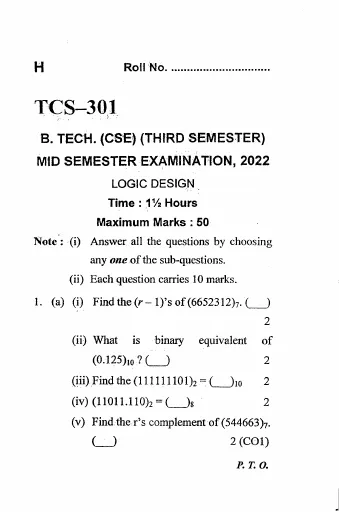 H Roll No. ..............................
TCS–301
B. TECH. (CSE) (THIRD SEMESTER)
MID SEMESTER EXAMINATION, 2022
LOGIC DESIGN
Time : 1½ Hours
Maximum Marks : 50
Note : (i) Answer all the questions by choosing
any one of the sub-questions.
(ii) Each question carries 10 marks.
1. (a) (i) Find the (r – 1)’s of (6652312)₇. (__)
2
(ii) What is binary equivalent of
(0.125)₁₀ ? (__) 2
(iii) Find the (111111101)₂ = (__)₁₀ 2
(iv) (11011.110)₂ = (__)₈ 2
(v) Find the r’s complement of (544663)₇.
(__) 2 (CO1)
P. T. O.